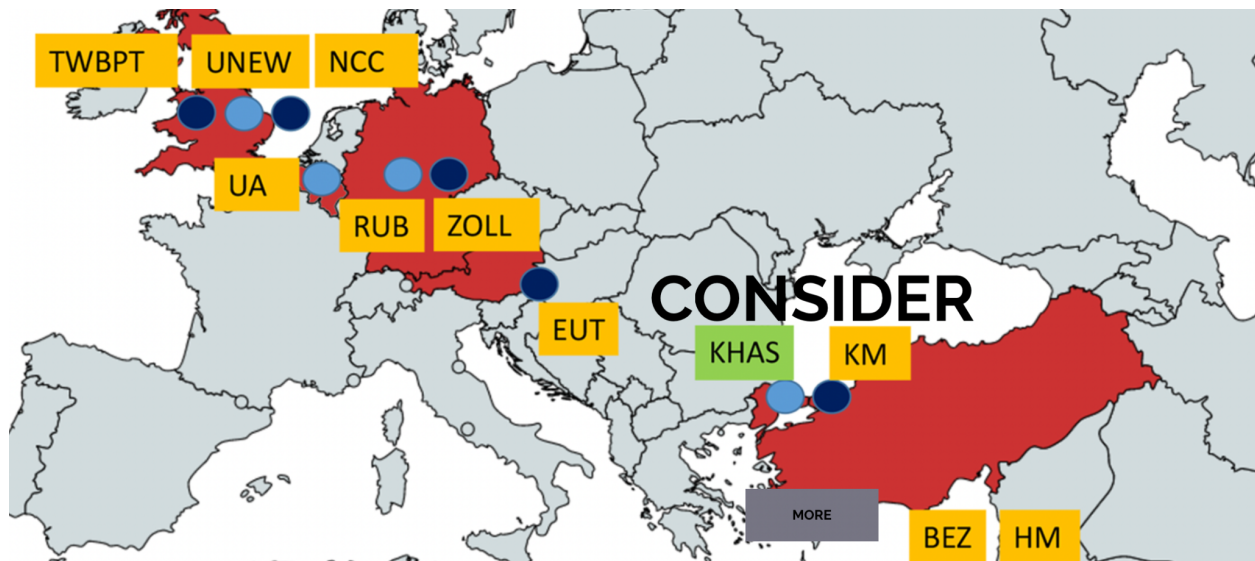 TWBPT UNEW NCC
UA
RUB ZOLL
CONSIDER
EUT
KHAS KM
MORE
BEZ HM